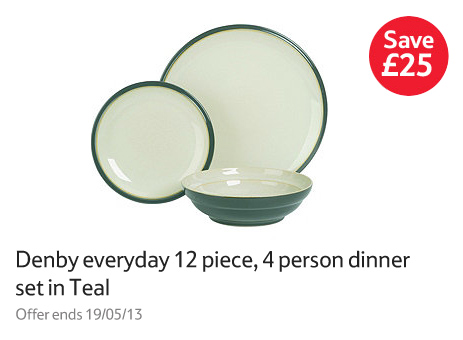 Save
£25
Denby everyday 12 piece, 4 person dinner
set in Teal
Offer ends 19/05/13